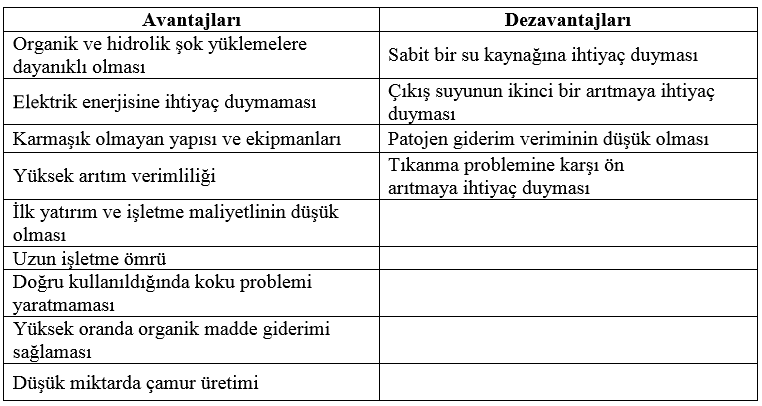 Avantajları
Dezavantajları
Organik ve hidrolik şok yüklemelere
dayanıklı olması
Sabit bir su kaynağına ihtiyaç duyması
Elektrik enerjisine ihtiyaç duymaması
Çıkış suyunun ikinci bir arıtmaya ihtiyaç
duyması
Karmaşık olmayan yapısı ve ekipmanları
Patojen giderim veriminin düşük olması
Yüksek arıtım verimliliği
Tıkanma problemine karşı ön
arıtmaya ihtiyaç duyması
İlk yatırım ve işletme maliyetlinin düşük
olması
Uzun işletme ömrü
Doğru kullanıldığında koku problemi
yaratmaması
Yüksek oranda organik madde giderimi
sağlaması
Düşük miktarda çamur üretimi